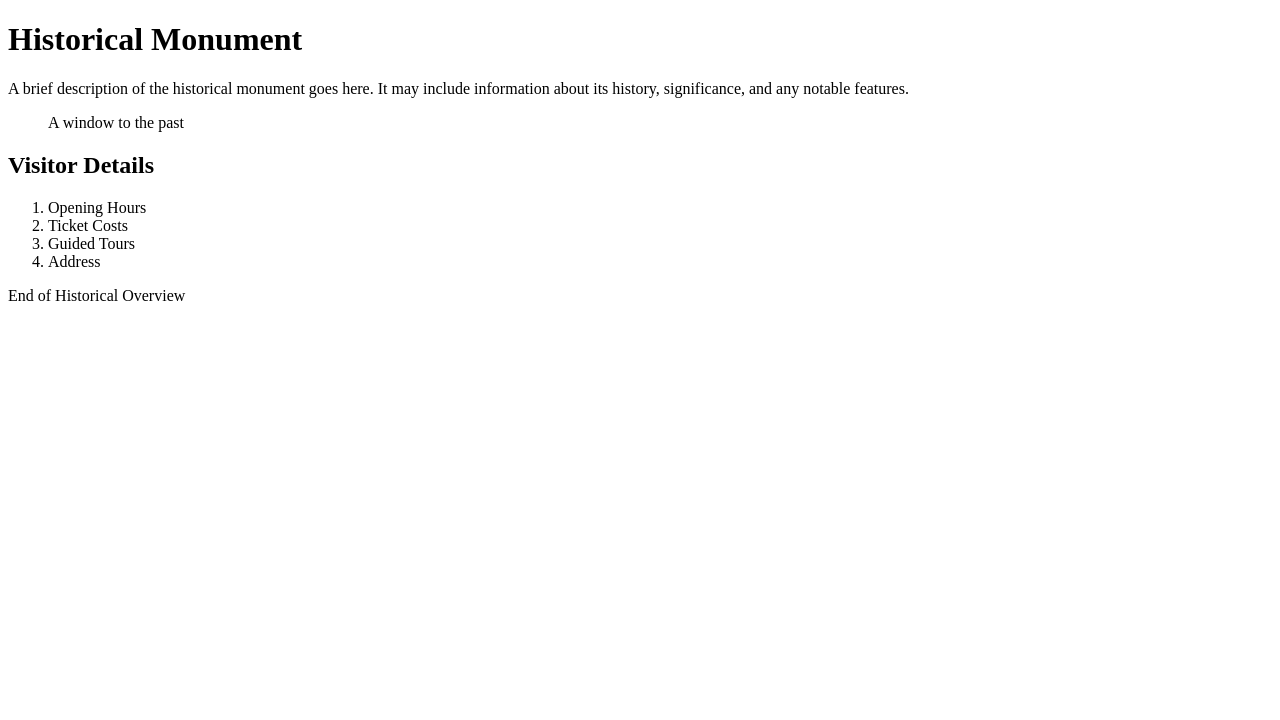 Historical Monument
A brief description of the historical monument goes here. It may include information about its history, significance, and any notable features.
A window to the past
Visitor Details
1. Opening Hours
2. Ticket Costs
3. Guided Tours
4. Address
End of Historical Overview